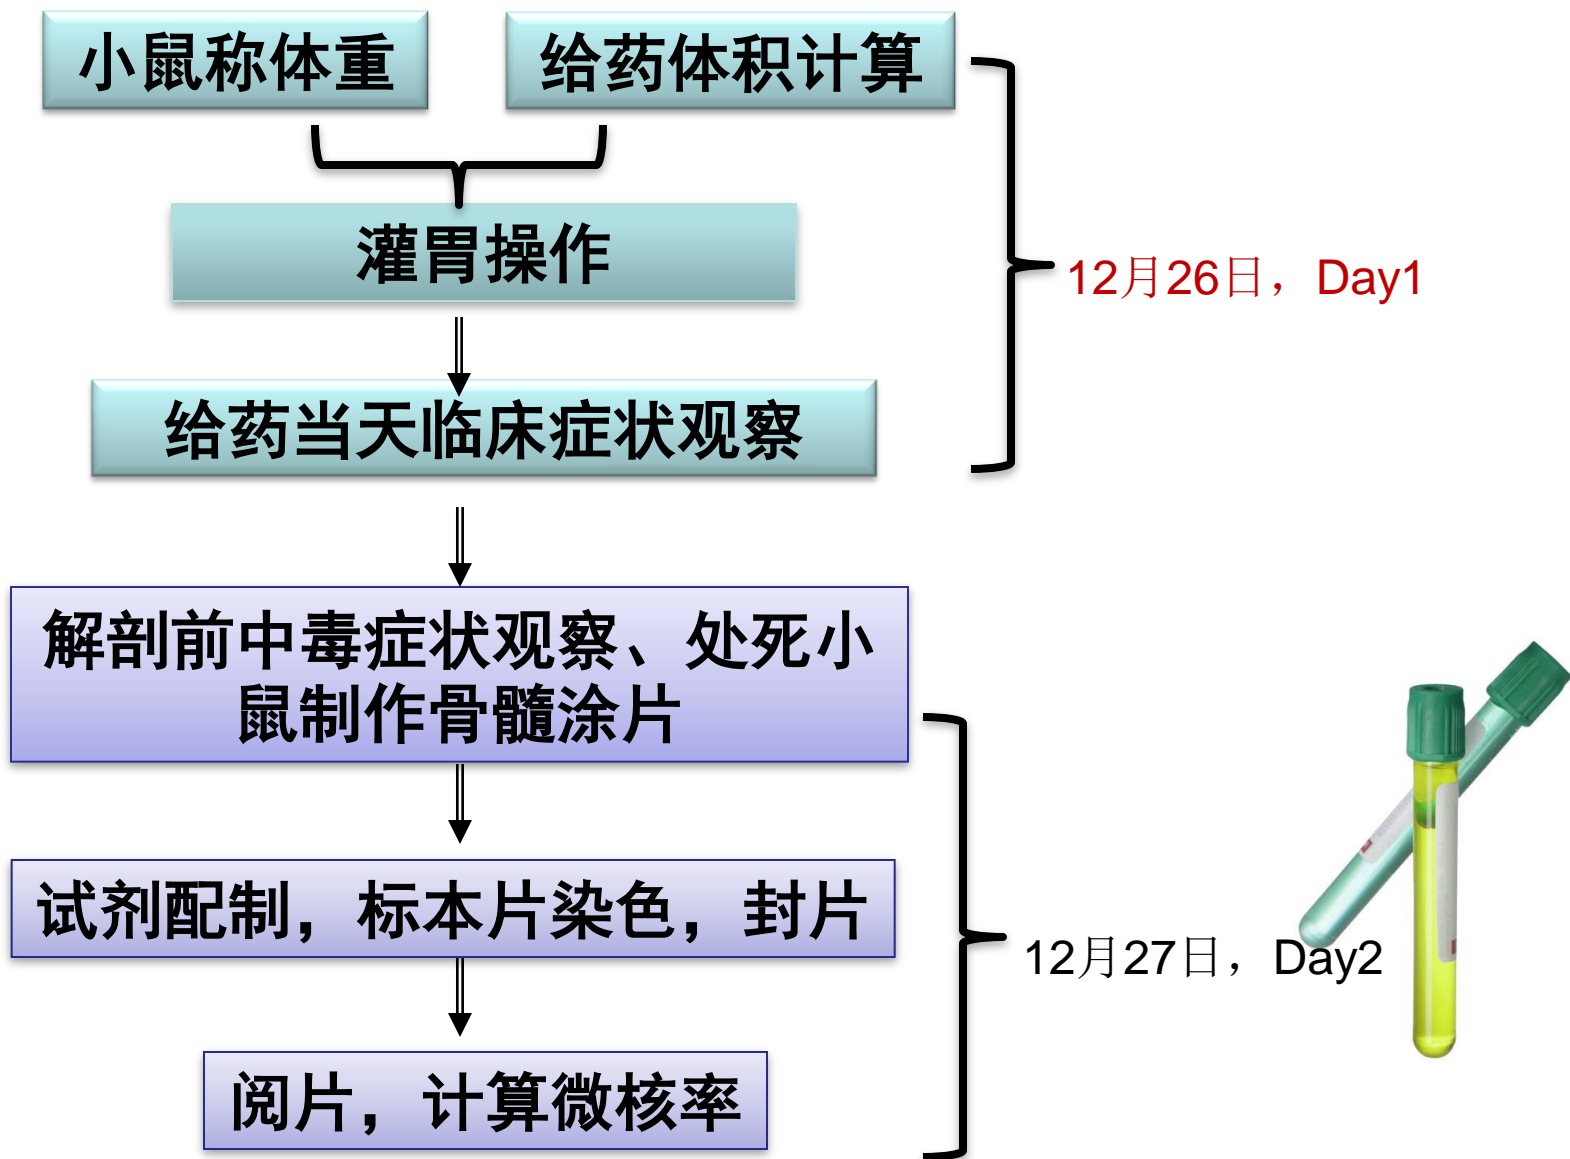 小鼠称体重
给药体积计算
灌胃操作
12月26日，Day1
给药当天临床症状观察
解剖前中毒症状观察、处死小
鼠制作骨髓涂片
试剂配制，标本片染色，封片
12月27日，Day2
阅片，计算微核率